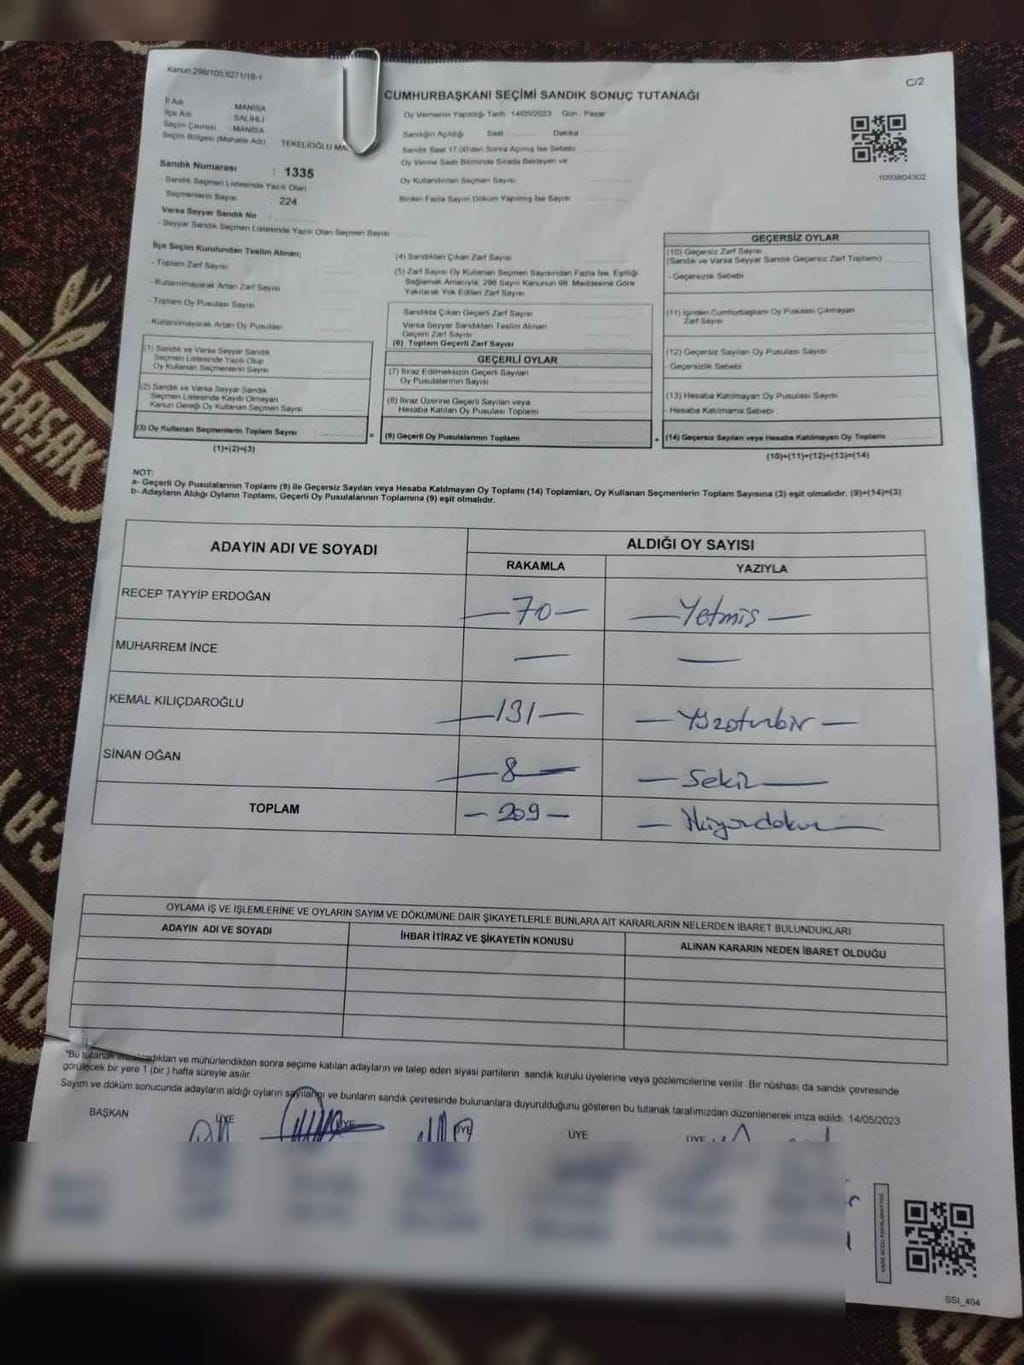 Kanun:298/105;6271/18-1
C/2
CUMHURBAŞKANI SEÇİMİ SANDIK SONUÇ TUTANAĞI
İl Adı : MANİSA
İlçe Adı : SALİHLİ
Seçim Çevresi : MANİSA
Seçim Bölgesi (Mahalle Adı) TEKELİOĞLU
Sandık Numarası : 1335
- Sandık Seçmen Listesinde Yazılı Olan
Seçmenlerin Sayısı : 224
Varsa Seyyar Sandık No :
- Seyyar Sandık Seçmen Listesinde Yazılı Olan Seçmen Sayısı
Oy Vermenin Yapıldığı Tarih 14/05/2023 Gün : Pazar
Sandığın Açıldığı Saat Dakika
Sandık Saat 17.00'den Sonra Açılmış İse Sebebi
Oy Verme Saati Bitiminde Sırada Bekleyen ve
Oy Kullandırılan Seçmen Sayısı
Birden Fazla Sayım Döküm Yapılmış İse Sayısı
1093804302
İlçe Seçim Kurulundan Teslim Alınan;
- Toplam Zarf Sayısı
- Kullanılmayarak Artan Zarf Sayısı
- Toplam Oy Pusulası Sayısı
- Kullanılmayarak Artan Oy Pusulası
(1) Sandık ve Varsa Seyyar Sandık
Seçmen Listesinde Yazılı Olup
Oy Kullanan Seçmenlerin Sayısı
(2) Sandık ve Varsa Seyyar Sandık
Seçmen Listesinde Kaydı Olmayan
Kanun Gereği Oy Kullanan Seçmen Sayısı
(3) Oy Kullanan Seçmenlerin Toplam Sayısı
(1)+(2)=(3)
(4) Sandıktan Çıkan Zarf Sayısı
(5) Zarf Sayısı Oy Kullanan Seçmen Sayısından Fazla İse, Eşitliği
Sağlamak Amacıyla, 298 Sayılı Kanunun 98. Maddesine Göre
Yakılarak Yok Edilen Zarf Sayısı
Sandıkta Çıkan Geçerli Zarf Sayısı
Varsa Seyyar Sandıktan Teslim Alınan
Geçerli Zarf Sayısı
(6) Toplam Geçerli Zarf Sayısı
GEÇERLİ OYLAR
(7) İtiraz Edilmeksizin Geçerli Sayılan
Oy Pusulalarının Sayısı
(8) İtiraz Üzerine Geçerli Sayılan veya
Hesaba Katılan Oy Pusulası Toplamı
= (9) Geçerli Oy Pusulalarının Toplamı
GEÇERSİZ OYLAR
(10) Geçersiz Zarf Sayısı
(Sandık ve Varsa Seyyar Sandık Geçersiz Zarf Toplamı)
- Geçersizlik Sebebi
(11) İçinden Cumhurbaşkanı Oy Pusulası Çıkmayan
Zarf Sayısı
(12) Geçersiz Sayılan Oy Pusulası Sayısı
Geçersizlik Sebebi
(13) Hesaba Katılmayan Oy Pusulası Sayısı
- Hesaba Katılmama Sebebi
+ (14) Geçersiz Sayılan veya Hesaba Katılmayan Oy Toplamı
(10)+(11)+(12)+(13)=(14)
NOT:
a- Geçerli Oy Pusulalarının Toplamı (9) ile Geçersiz Sayılan veya Hesaba Katılmayan Oy Toplamı (14) Toplamları, Oy Kullanan Seçmenlerin Toplam Sayısına (3) eşit olmalıdır. (9)+(14)=(3)
b- Adayların Aldığı Oyların Toplamı, Geçerli Oy Pusulalarının Toplamına (9) eşit olmalıdır.
ADAYIN ADI VE SOYADI
ALDIĞI OY SAYISI
RAKAMLA YAZIYLA
RECEP TAYYİP ERDOĞAN —70— —Yetmiş—
MUHARREM İNCE — —
KEMAL KILIÇDAROĞLU —131— —Yüzotuzbir—
SİNAN OĞAN —8— —Sekiz—
TOPLAM —209— —İkiyüzdokuz—
OYLAMA İŞ VE İŞLEMLERİNE VE OYLARIN SAYIM VE DÖKÜMÜNE DAİR ŞİKAYETLERLE BUNLARA AİT KARARLARIN NELERDEN İBARET BULUNDUKLARI
ADAYIN ADI VE SOYADI İHBAR İTİRAZ VE ŞİKAYETİN KONUSU ALINAN KARARIN NEDEN İBARET OLDUĞU
*Bu tutanak imzalandıktan ve mühürlendikten sonra seçime katılan adayların ve talep eden siyasi partilerin sandık kurulu üyelerine veya gözlemcilerine verilir. Bir nüshası da sandık çevresinde
görülecek bir yere 1 (bir) hafta süreyle asılır.
Sayım ve döküm sonucunda adayların aldığı oyların sayılarını ve bunların sandık çevresinde bulunanlara duyurulduğunu gösteren bu tutanak tarafımızdan düzenlenerek imza edildi. 14/05/2023
BAŞKAN ÜYE ÜYE ÜYE ÜYE ÜYE
SSI_404
BAŞAK